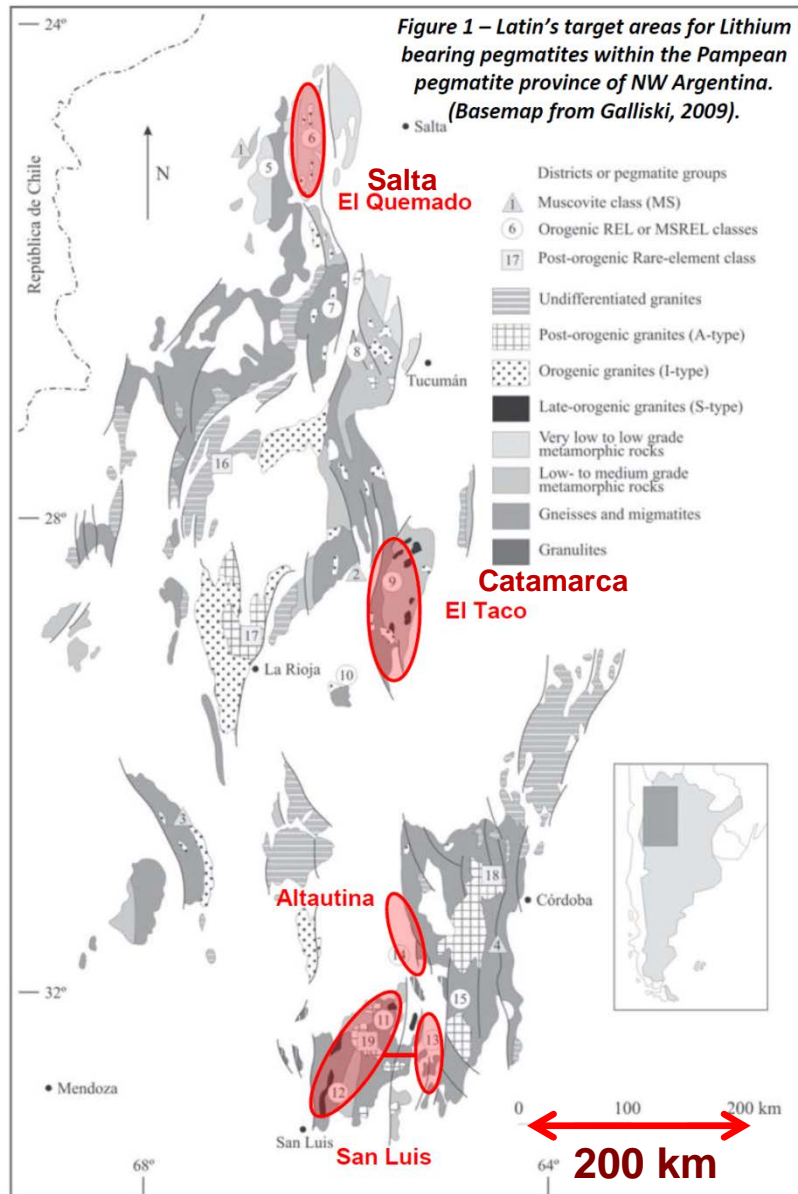 24º
Figure 1 – Latin's target areas for Lithium
bearing pegmatites within the Pampean
pegmatite province of NW Argentina.
(Basemap from Galliski, 2009).
República de Chile
N
1
5
6
Salta
Salta
El Quemado
Districts or pegmatite groups
1 Muscovite class (MS)
6 Orogenic REL or MSREL classes
17 Post-orogenic Rare-element class
Undifferentiated granites
Post-orogenic granites (A-type)
Orogenic granites (I-type)
Late-orogenic granites (S-type)
Very low to low grade
metamorphic rocks
Low- to medium grade
metamorphic rocks
Gneisses and migmatites
Granulites
7
8
Tucumán
16
28º
2
9
Catamarca
El Taco
17
La Rioja
10
3
Altautina
18
Córdoba
4
14
32º
15
11
19
13
12
Mendoza
San Luis
San Luis
0 100 200 km
200 km
68º
64º